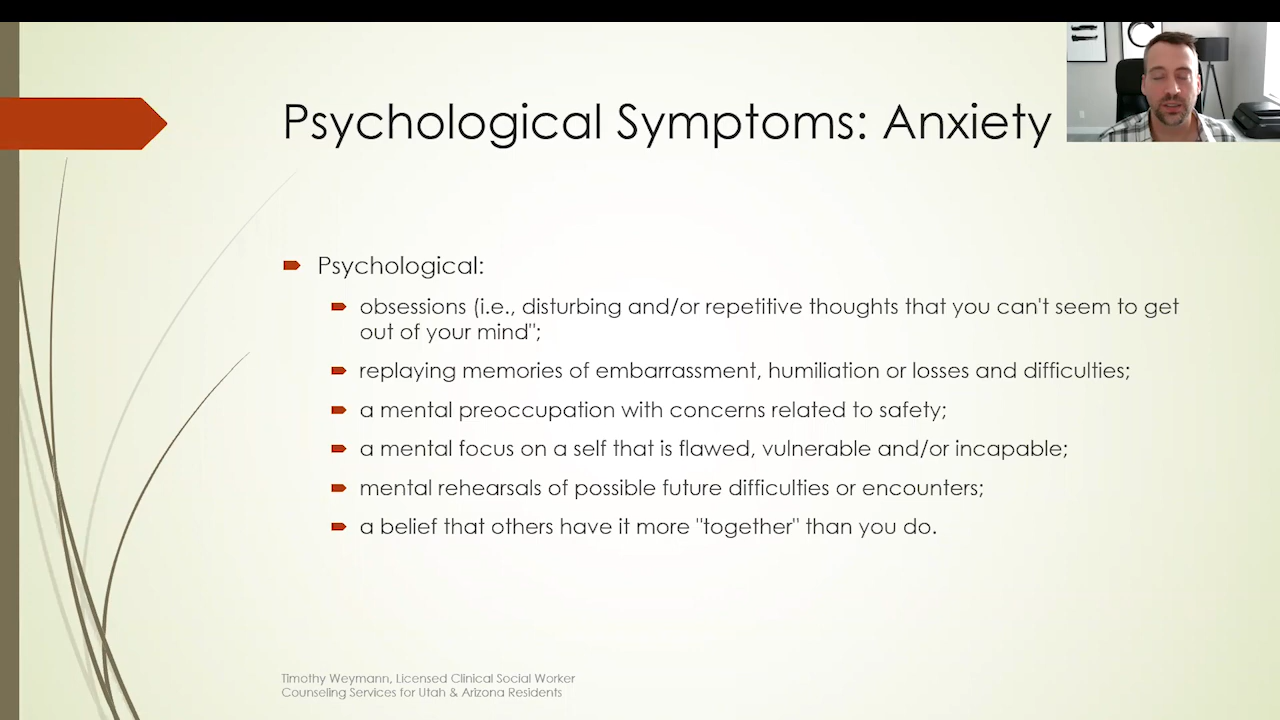 Psychological Symptoms: Anxiety
Psychological:
obsessions (i.e., disturbing and/or repetitive thoughts that you can't seem to get
out of your mind";
replaying memories of embarrassment, humiliation or losses and difficulties;
a mental preoccupation with concerns related to safety;
a mental focus on a self that is flawed, vulnerable and/or incapable;
mental rehearsals of possible future difficulties or encounters;
a belief that others have it more "together" than you do.
Timothy Weymann, Licensed Clinical Social Worker
Counseling Services for Utah & Arizona Residents